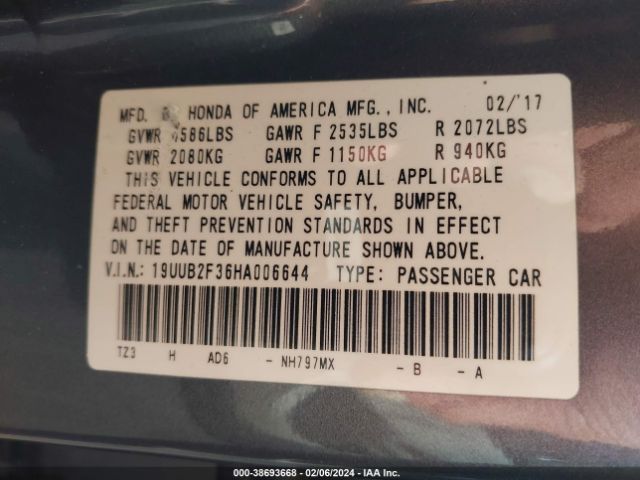 MFD. HONDA OF AMERICA MFG., INC. 02/'17
GVWR 4586LBS GAWR F 2535LBS R 2072LBS
GVWR 2080KG GAWR F 1150KG R 940KG
THIS VEHICLE CONFORMS TO ALL APPLICABLE
FEDERAL MOTOR VEHICLE SAFETY, BUMPER,
AND THEFT PREVENTION STANDARDS IN EFFECT
ON THE DATE OF MANUFACTURE SHOWN ABOVE.
V.I.N.: 19UUB2F36HA006644 TYPE: PASSENGER CAR
TZ3 H AD6 - NH797MX - B - A
000-38693668 - 02/06/2024 - IAA Inc.